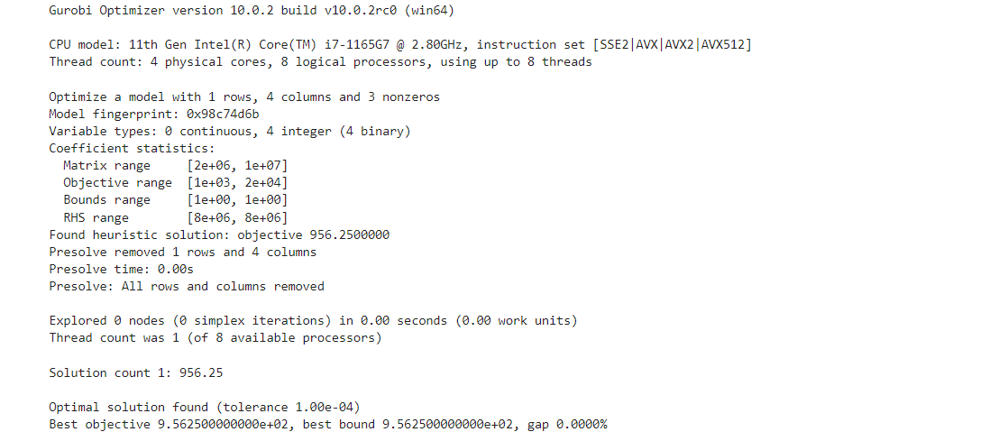 Gurobi Optimizer version 10.0.2 build v10.0.2rc0 (win64)
CPU model: 11th Gen Intel(R) Core(TM) i7-1165G7 @ 2.80GHz, instruction set [SSE2|AVX|AVX2|AVX512]
Thread count: 4 physical cores, 8 logical processors, using up to 8 threads
Optimize a model with 1 rows, 4 columns and 3 nonzeros
Model fingerprint: 0x98c74d6b
Variable types: 0 continuous, 4 integer (4 binary)
Coefficient statistics:
Matrix range [2e+06, 1e+07]
Objective range [1e+03, 2e+04]
Bounds range [1e+00, 1e+00]
RHS range [8e+06, 8e+06]
Found heuristic solution: objective 956.2500000
Presolve removed 1 rows and 4 columns
Presolve time: 0.00s
Presolve: All rows and columns removed
Explored 0 nodes (0 simplex iterations) in 0.00 seconds (0.00 work units)
Thread count was 1 (of 8 available processors)
Solution count 1: 956.25
Optimal solution found (tolerance 1.00e-04)
Best objective 9.562500000000e+02, best bound 9.562500000000e+02, gap 0.0000%